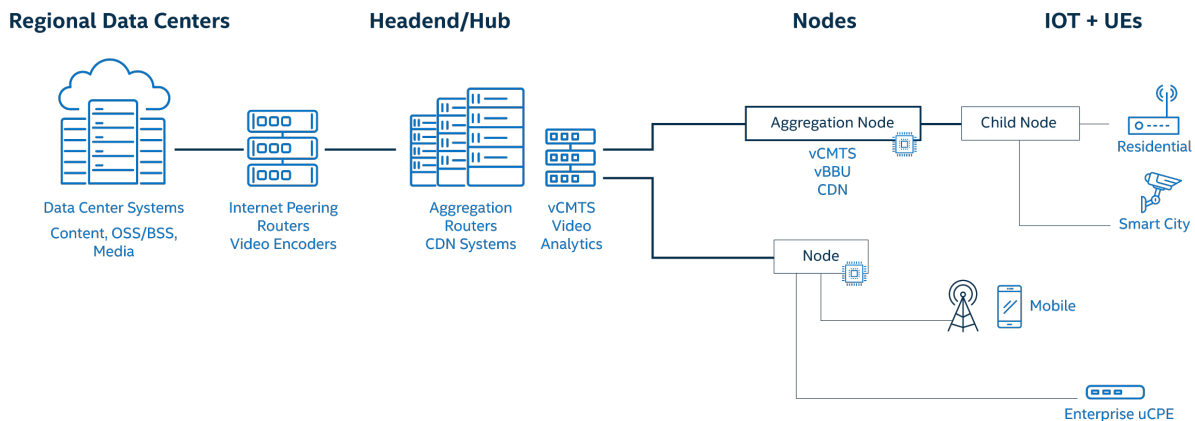 Regional Data Centers
Headend/Hub
Nodes
IOT + UEs
Data Center Systems
Content, OSS/BSS,
Media
Internet Peering
Routers
Video Encoders
Aggregation
Routers
CDN Systems
vCMTS
Video
Analytics
Aggregation Node
vCMTS
vBBU
CDN
Child Node
Residential
Smart City
Node
Mobile
Enterprise uCPE